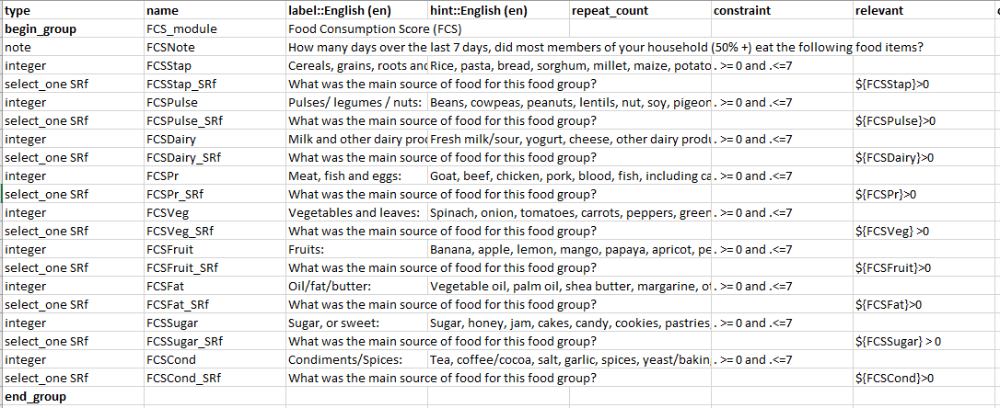 type name label::English (en) hint::English (en) repeat_count constraint relevant
begin_group FCS_module Food Consumption Score (FCS)
note FCSNote How many days over the last 7 days, did most members of your household (50% +) eat the following food items?
integer FCSStap Cereals, grains, roots and Rice, pasta, bread, sorghum, millet, maize, potato . >= 0 and .<=7
select_one SRf FCSStap_SRf What was the main source of food for this food group? ${FCSStap}>0
integer FCSPulse Pulses/ legumes / nuts: Beans, cowpeas, peanuts, lentils, nut, soy, pigeon . >= 0 and .<=7
select_one SRf FCSPulse_SRf What was the main source of food for this food group? ${FCSPulse}>0
integer FCSDairy Milk and other dairy pro Fresh milk/sour, yogurt, cheese, other dairy produ . >= 0 and .<=7
select_one SRf FCSDairy_SRf What was the main source of food for this food group? ${FCSDairy}>0
integer FCSPr Meat, fish and eggs: Goat, beef, chicken, pork, blood, fish, including ca . >= 0 and .<=7
select_one SRf FCSPr_SRf What was the main source of food for this food group? ${FCSPr}>0
integer FCSVeg Vegetables and leaves: Spinach, onion, tomatoes, carrots, peppers, green . >= 0 and .<=7
select_one SRf FCSVeg_SRf What was the main source of food for this food group? ${FCSVeg} >0
integer FCSFruit Fruits: Banana, apple, lemon, mango, papaya, apricot, pe . >= 0 and .<=7
select_one SRf FCSFruit_SRf What was the main source of food for this food group? ${FCSFruit}>0
integer FCSFat Oil/fat/butter: Vegetable oil, palm oil, shea butter, margarine, ot . >= 0 and .<=7
select_one SRf FCSFat_SRf What was the main source of food for this food group? ${FCSFat}>0
integer FCSSugar Sugar, or sweet: Sugar, honey, jam, cakes, candy, cookies, pastries, . >= 0 and .<=7
select_one SRf FCSSugar_SRf What was the main source of food for this food group? ${FCSSugar} > 0
integer FCSCond Condiments/Spices: Tea, coffee/cocoa, salt, garlic, spices, yeast/bakin . >= 0 and .<=7
select_one SRf FCSCond_SRf What was the main source of food for this food group? ${FCSCond}>0
end_group